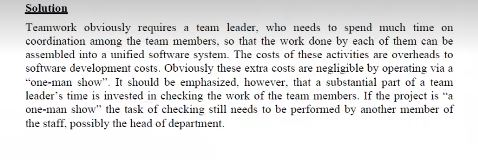 Solution
Teamwork obviously requires a team leader, who needs to spend much time on
coordination among the team members, so that the work done by each of them can be
assembled into a unified software system. The costs of these activities are overheads to
software development costs. Obviously these extra costs are negligible by operating via a
"one-man show". It should be emphasized, however, that a substantial part of a team
leader's time is invested in checking the work of the team members. If the project is "a
one-man show" the task of checking still needs to be performed by another member of
the staff, possibly the head of department.